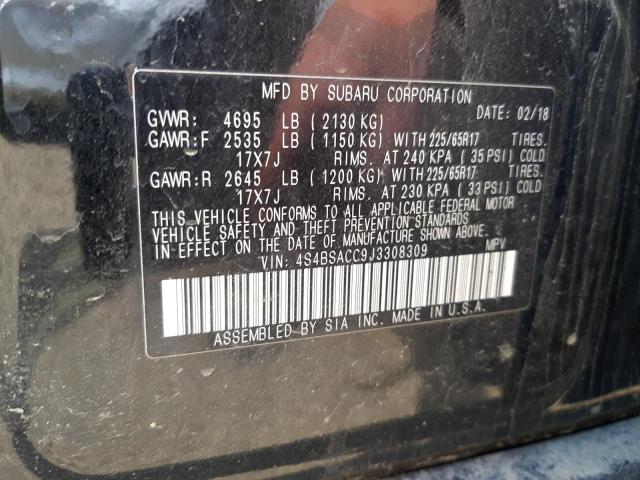 MFD BY SUBARU CORPORATION
GVWR: 4695 LB ( 2130 KG) DATE: 02/18
GAWR:F 2535 LB ( 1150 KG) WITH 225/65R17 TIRES.
17X7J RIMS. AT 240 KPA ( 35 PSI) COLD
GAWR:R 2645 LB ( 1200 KG) WITH 225/65R17 TIRES.
17X7J RIMS. AT 230 KPA ( 33 PSI) COLD
THIS VEHICLE CONFORMS TO ALL APPLICABLE FEDERAL MOTOR
VEHICLE SAFETY AND THEFT PREVENTION STANDARDS
IN EFFECT ON THE DATE OF MANUFACTURE SHOWN ABOVE.
VIN: 4S4BSACC9J3308309 MPV
ASSEMBLED BY SIA INC. MADE IN U.S.A.